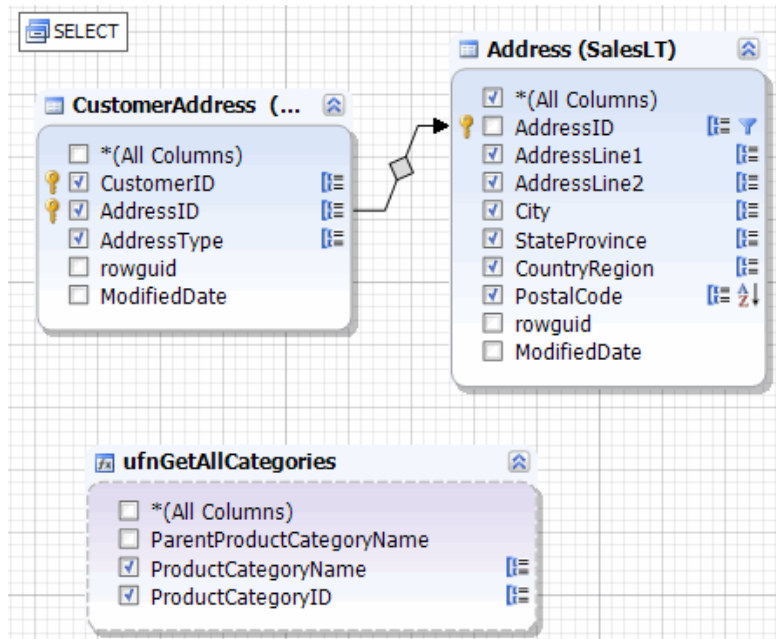 SELECT
CustomerAddress (...
*(All Columns)
CustomerID
AddressID
AddressType
rowguid
ModifiedDate
Address (SalesLT)
*(All Columns)
AddressID
AddressLine1
AddressLine2
City
StateProvince
CountryRegion
PostalCode
rowguid
ModifiedDate
ufnGetAllCategories
*(All Columns)
ParentProductCategoryName
ProductCategoryName
ProductCategoryID